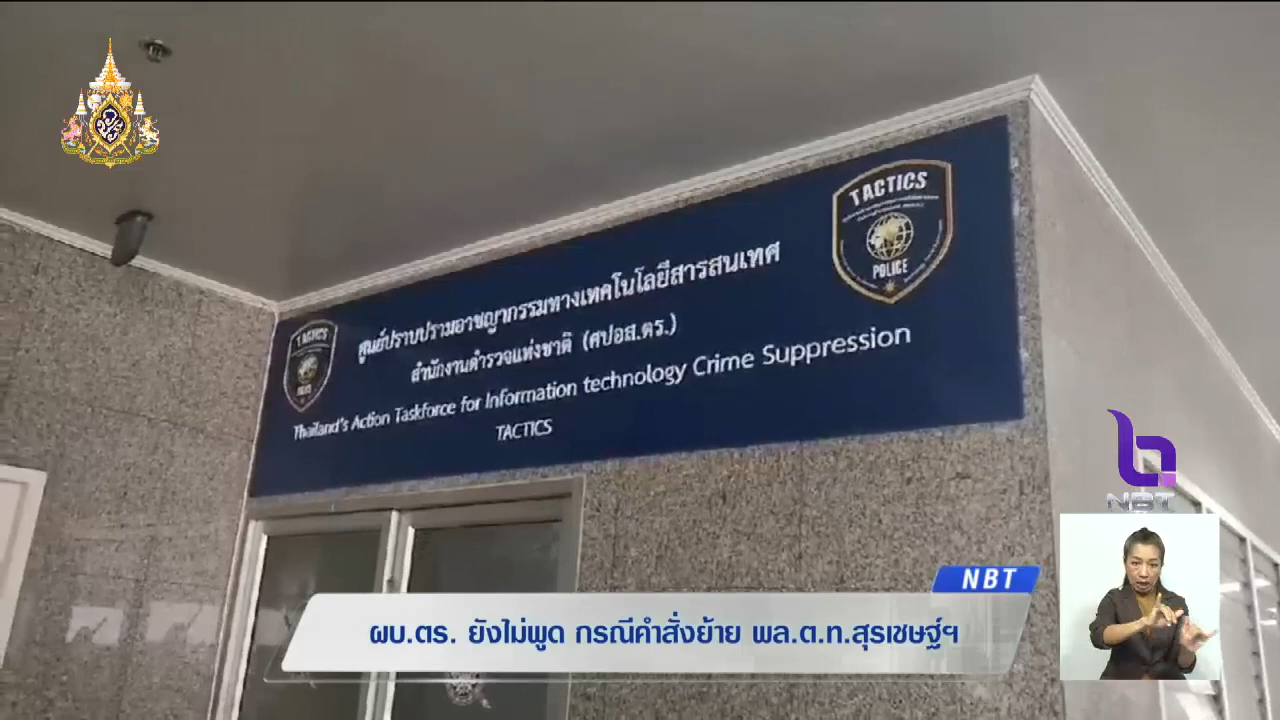 TACTICS
POLICE
ศูนย์ปราบปรามอาชญากรรมทางเทคโนโลยีสารสนเทศ
สำนักงานตำรวจแห่งชาติ (ศปอส.ตร.)
Thailand's Action Taskforce for Information technology Crime Suppression
TACTICS
TACTICS
POLICE
NBT
NBT
ผบ.ตร. ยังไม่พูด กรณีคำสั่งย้าย พล.ต.ท.สุรเชษฐ์ฯ